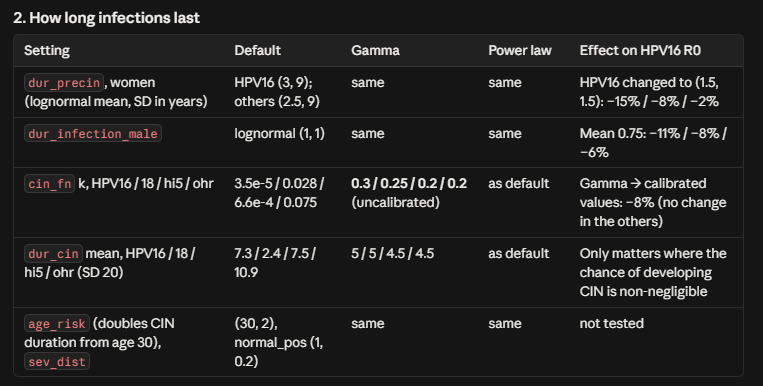 2. How long infections last
Setting Default Gamma Power law Effect on HPV16 R0
dur_precin, women HPV16 (3, 9); same same HPV16 changed to (1.5,
(lognormal mean, SD in years) others (2.5, 9) 1.5): −15% / −8% / −2%
dur_infection_male lognormal (1, 1) same same Mean 0.75: −11% / −8% /
−6%
cin_fn k, HPV16 / 18 / hi5 / ohr 3.5e-5 / 0.028 / 0.3 / 0.25 / 0.2 / 0.2 as default Gamma → calibrated
6.6e-4 / 0.075 (uncalibrated) values: −8% (no change
in the others)
dur_cin mean, HPV16 / 18 / 7.3 / 2.4 / 7.5 / 5 / 5 / 4.5 / 4.5 as default Only matters where the
hi5 / ohr (SD 20) 10.9 chance of developing
CIN is non-negligible
age_risk (doubles CIN (30, 2), same same not tested
duration from age 30), normal_pos (1,
sev_dist 0.2)